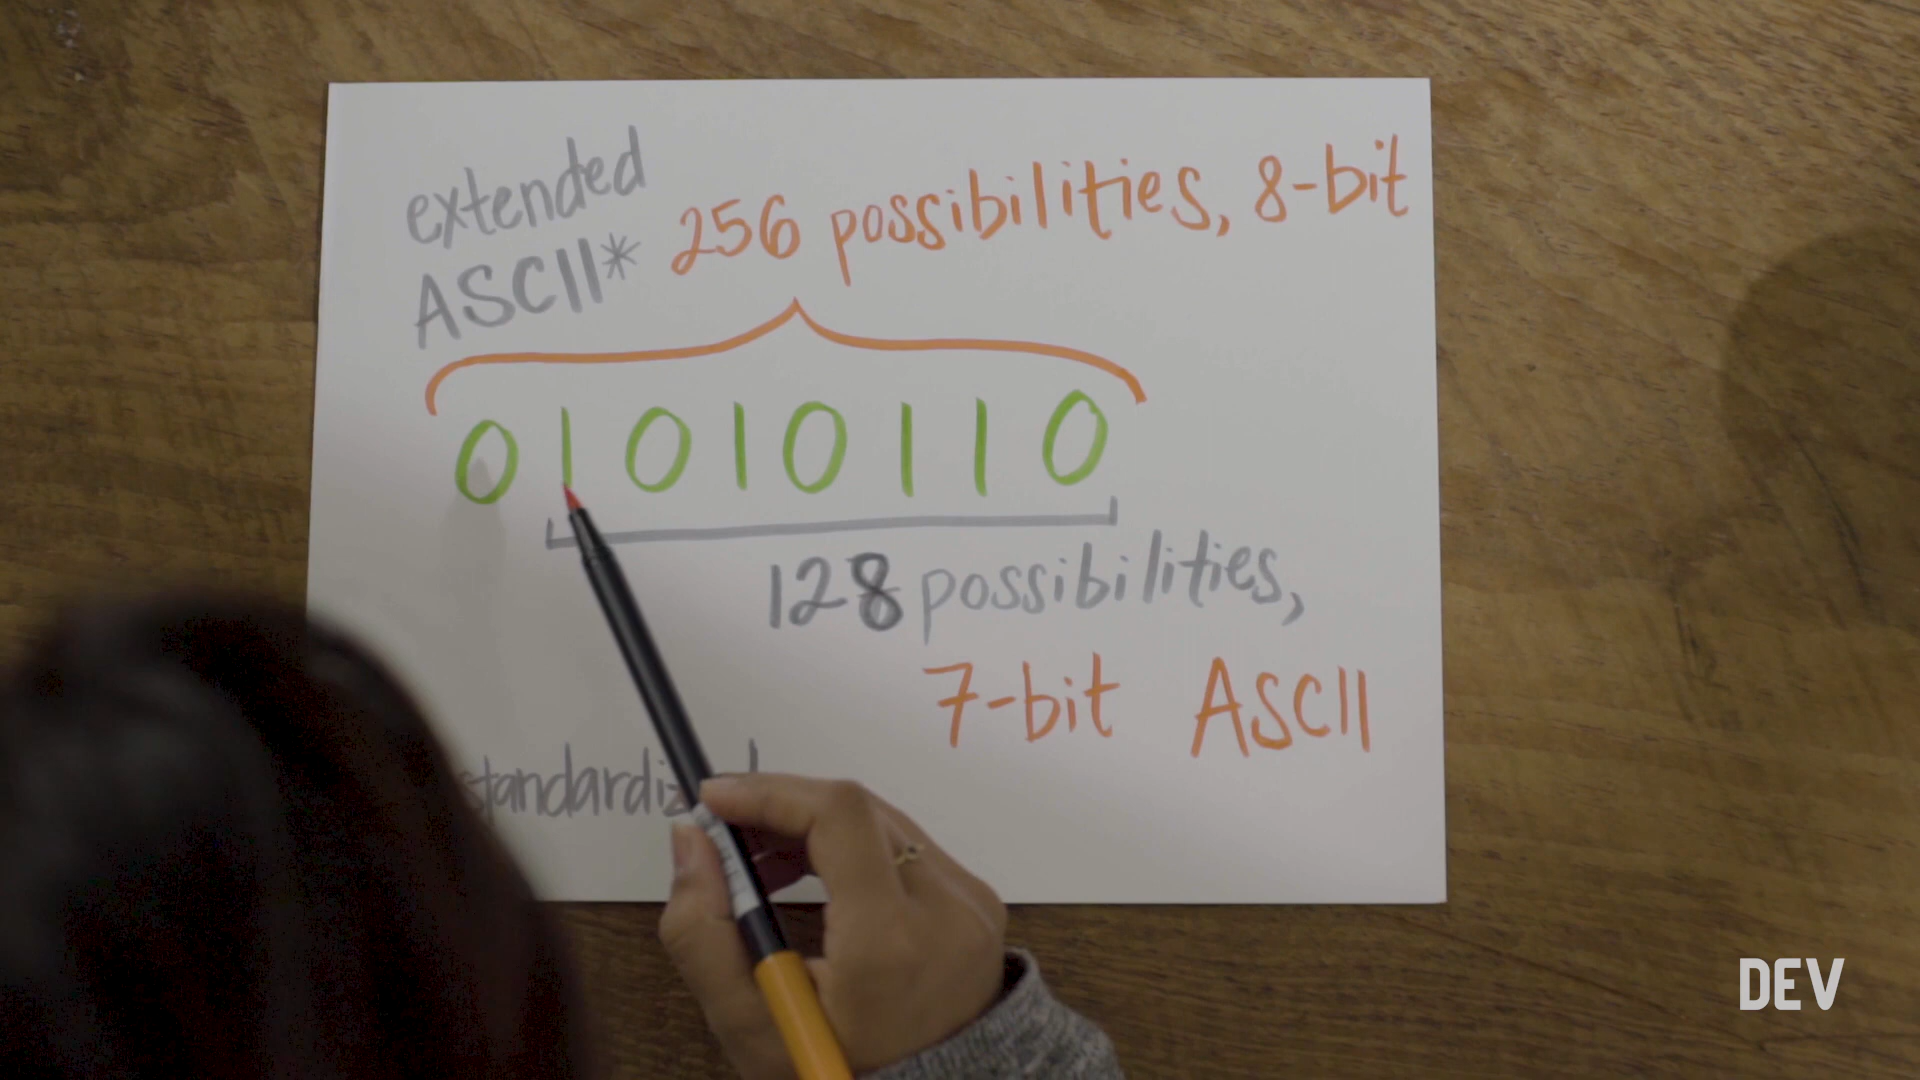 extended
ASCII* 256 possibilities, 8-bit
01010110
128 possibilities,
7-bit ASCII
DEV